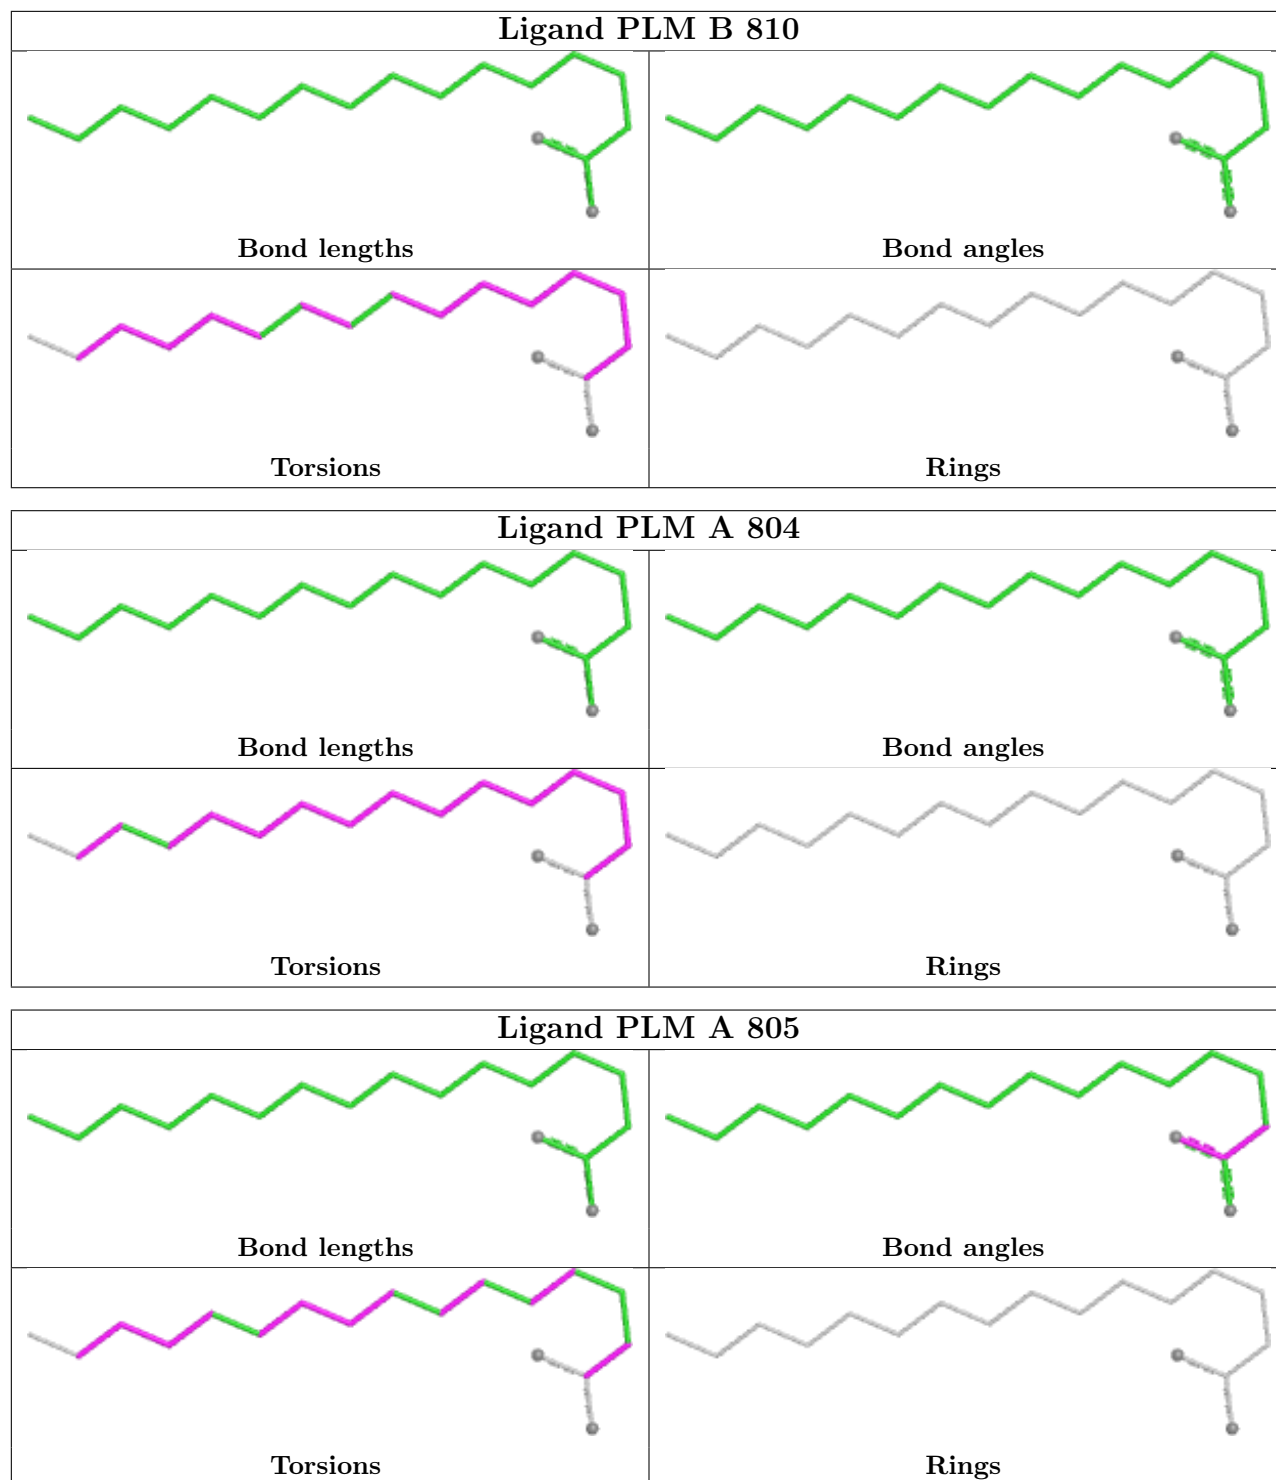 Ligand PLM B 810
Bond lengths
Bond angles
Torsions
Rings
Ligand PLM A 804
Bond lengths
Bond angles
Torsions
Rings
Ligand PLM A 805
Bond lengths
Bond angles
Torsions
Rings